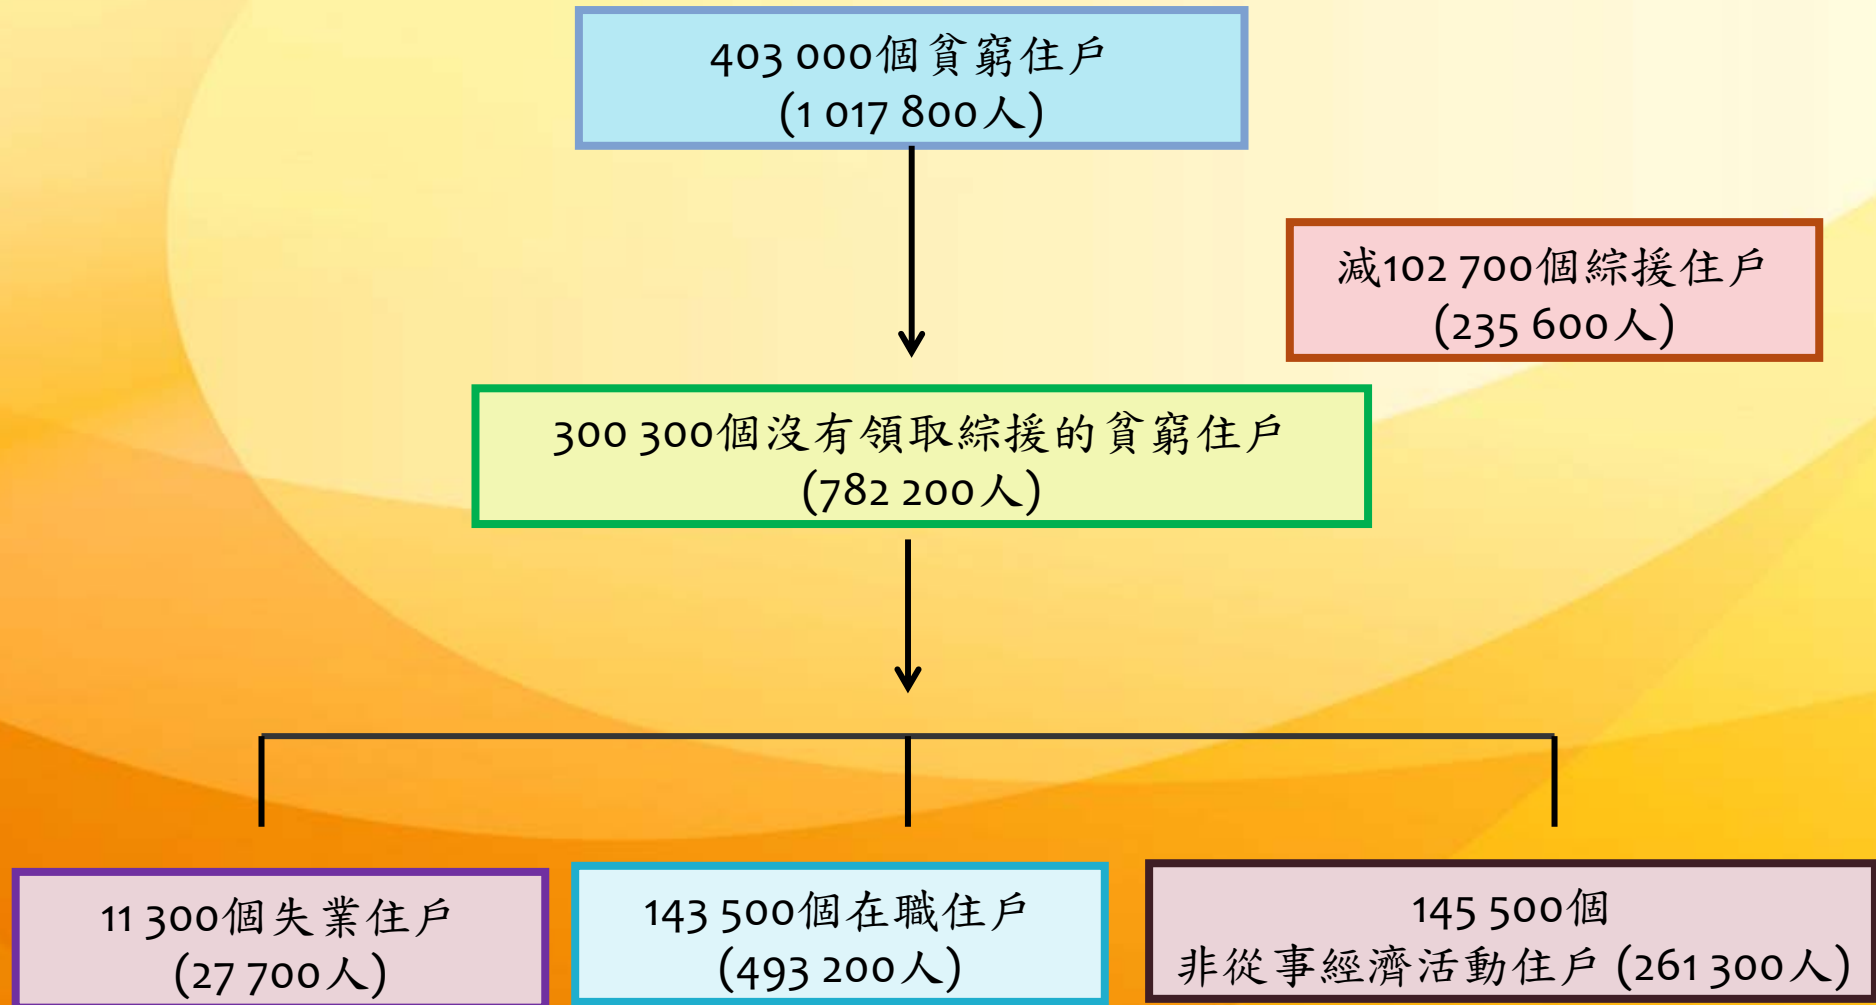 403 000個貧窮住戶
(1 017 800人)
減102 700個綜援住戶
(235 600人)
300 300個沒有領取綜援的貧窮住戶
(782 200人)
11 300個失業住戶
(27 700人)
143 500個在職住戶
(493 200人)
145 500個
非從事經濟活動住戶 (261 300人)